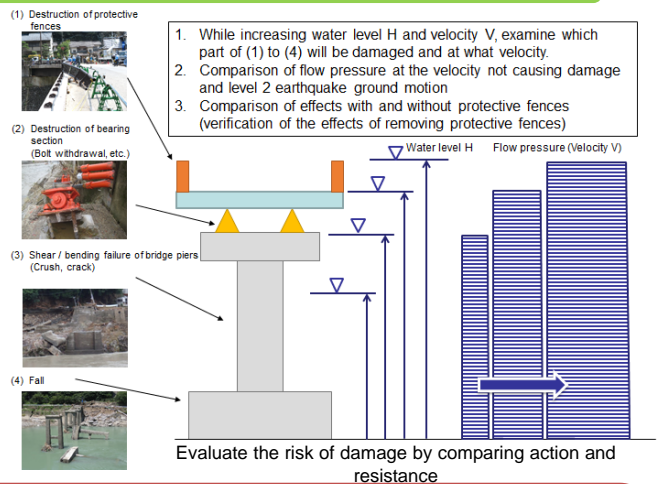 (1) Destruction of protective
fences
1. While increasing water level H and velocity V, examine which
part of (1) to (4) will be damaged and at what velocity.
2. Comparison of flow pressure at the velocity not causing damage
and level 2 earthquake ground motion
3. Comparison of effects with and without protective fences
(verification of the effects of removing protective fences)
(2) Destruction of bearing
section
(Bolt withdrawal, etc.)
Water level H Flow pressure (Velocity V)
(3) Shear / bending failure of bridge piers
(Crush, crack)
(4) Fall
Evaluate the risk of damage by comparing action and
resistance